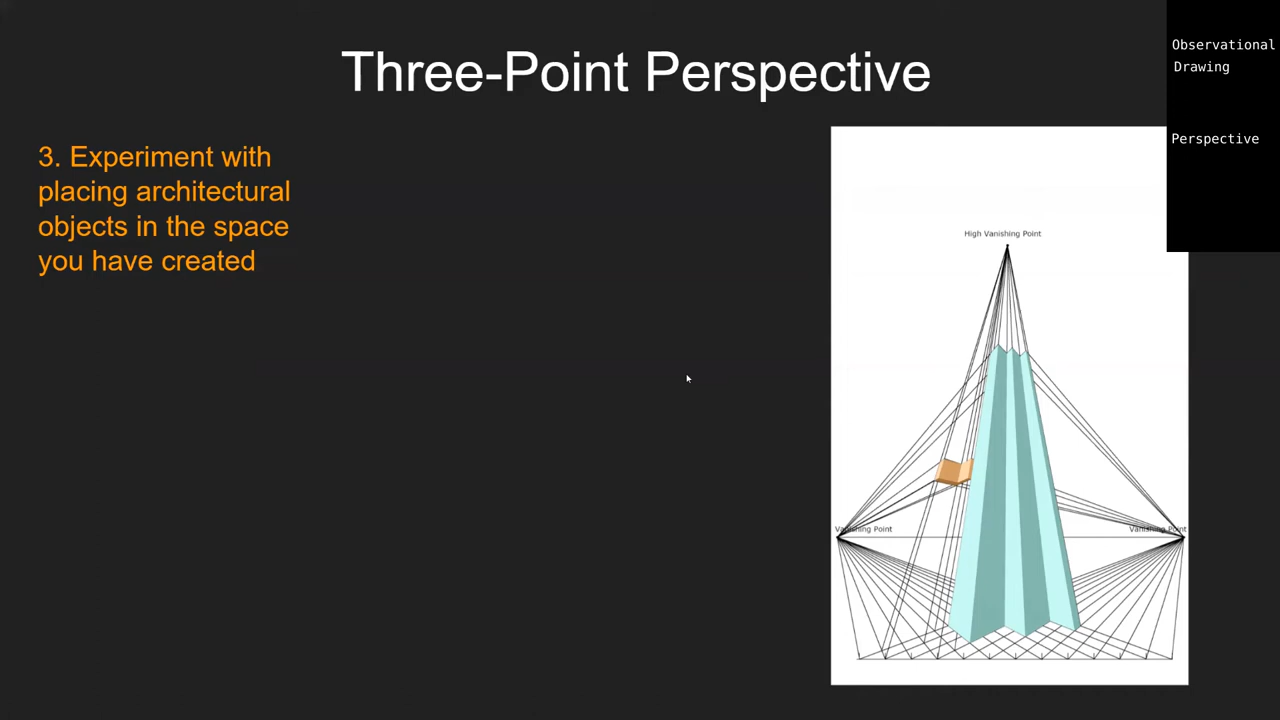 Three-Point Perspective
Observational
Drawing
Perspective
3. Experiment with
placing architectural
objects in the space
you have created
High Vanishing Point
Vanishing Point
Vanishing Point